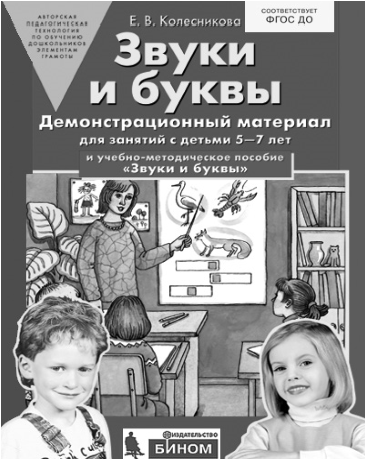 АВТОРСКАЯ
ПЕДАГОГИЧЕСКАЯ
ТЕХНОЛОГИЯ
ПО ОБУЧЕНИЮ
ДОШКОЛЬНИКОВ
ЭЛЕМЕНТАМ
ГРАМОТЫ
Е. В. Колесникова
СООТВЕТСТВУЕТ
ФГОС ДО
Звуки
и буквы
Демонстрационный материал
для занятий с детьми 5—7 лет
и учебно-методическое пособие
«Звуки и буквы»
ИЗДАТЕЛЬСТВО
БИНОМ